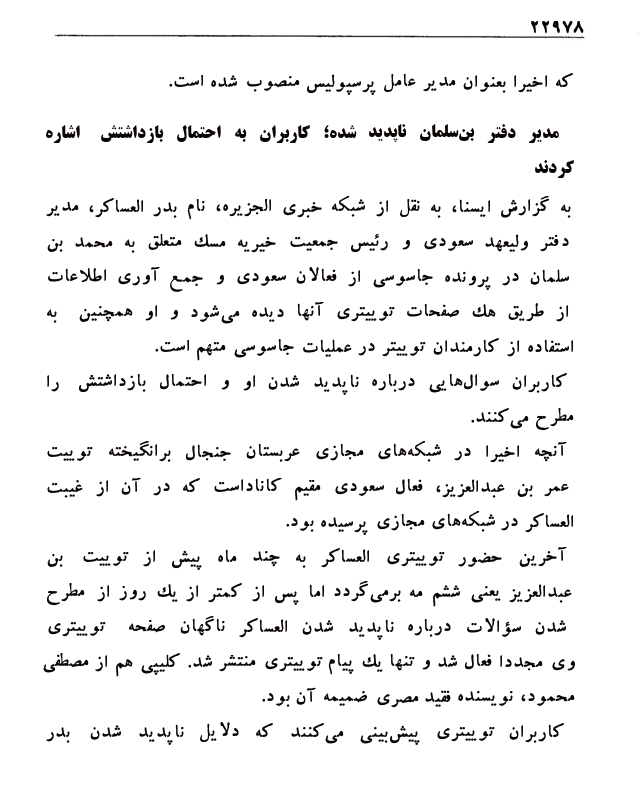 ۲۲۹۷۸
که اخیرا بعنوان مدیر عامل پرسپولیس منصوب شده است.
مدیر دفتر بن‌سلمان ناپدید شده؛ کاربران به احتمال بازداشتش اشاره
کردند
به گزارش ایسنا، به نقل از شبکه خبری الجزیره، نام بدر العساکر، مدیر
دفتر ولیعهد سعودی و رئیس جمعیت خیریه مسك متعلق به محمد بن
سلمان در پرونده جاسوسی از فعالان سعودی و جمع آوری اطلاعات
از طریق هك صفحات توییتری آنها دیده می‌شود و او همچنین به
استفاده از کارمندان توییتر در عملیات جاسوسی متهم است.
کاربران سوال‌هایی درباره ناپدید شدن او و احتمال بازداشتش را
مطرح می‌کنند.
آنچه اخیرا در شبکه‌های مجازی عربستان جنجال برانگیخته توییت
عمر بن عبدالعزیز، فعال سعودی مقیم کاناداست که در آن از غیبت
العساکر در شبکه‌های مجازی پرسیده بود.
آخرین حضور توییتری العساکر به چند ماه پیش از توییت بن
عبدالعزیز یعنی ششم مه برمی‌گردد اما پس از کمتر از یك روز از مطرح
شدن سؤالات درباره ناپدید شدن العساکر ناگهان صفحه توییتری
وی مجددا فعال شد و تنها یك پیام توییتری منتشر شد. کلیپی هم از مصطفی
محمود، نویسنده فقید مصری ضمیمه آن بود.
کاربران توییتری پیش‌بینی می‌کنند که دلایل ناپدید شدن بدر